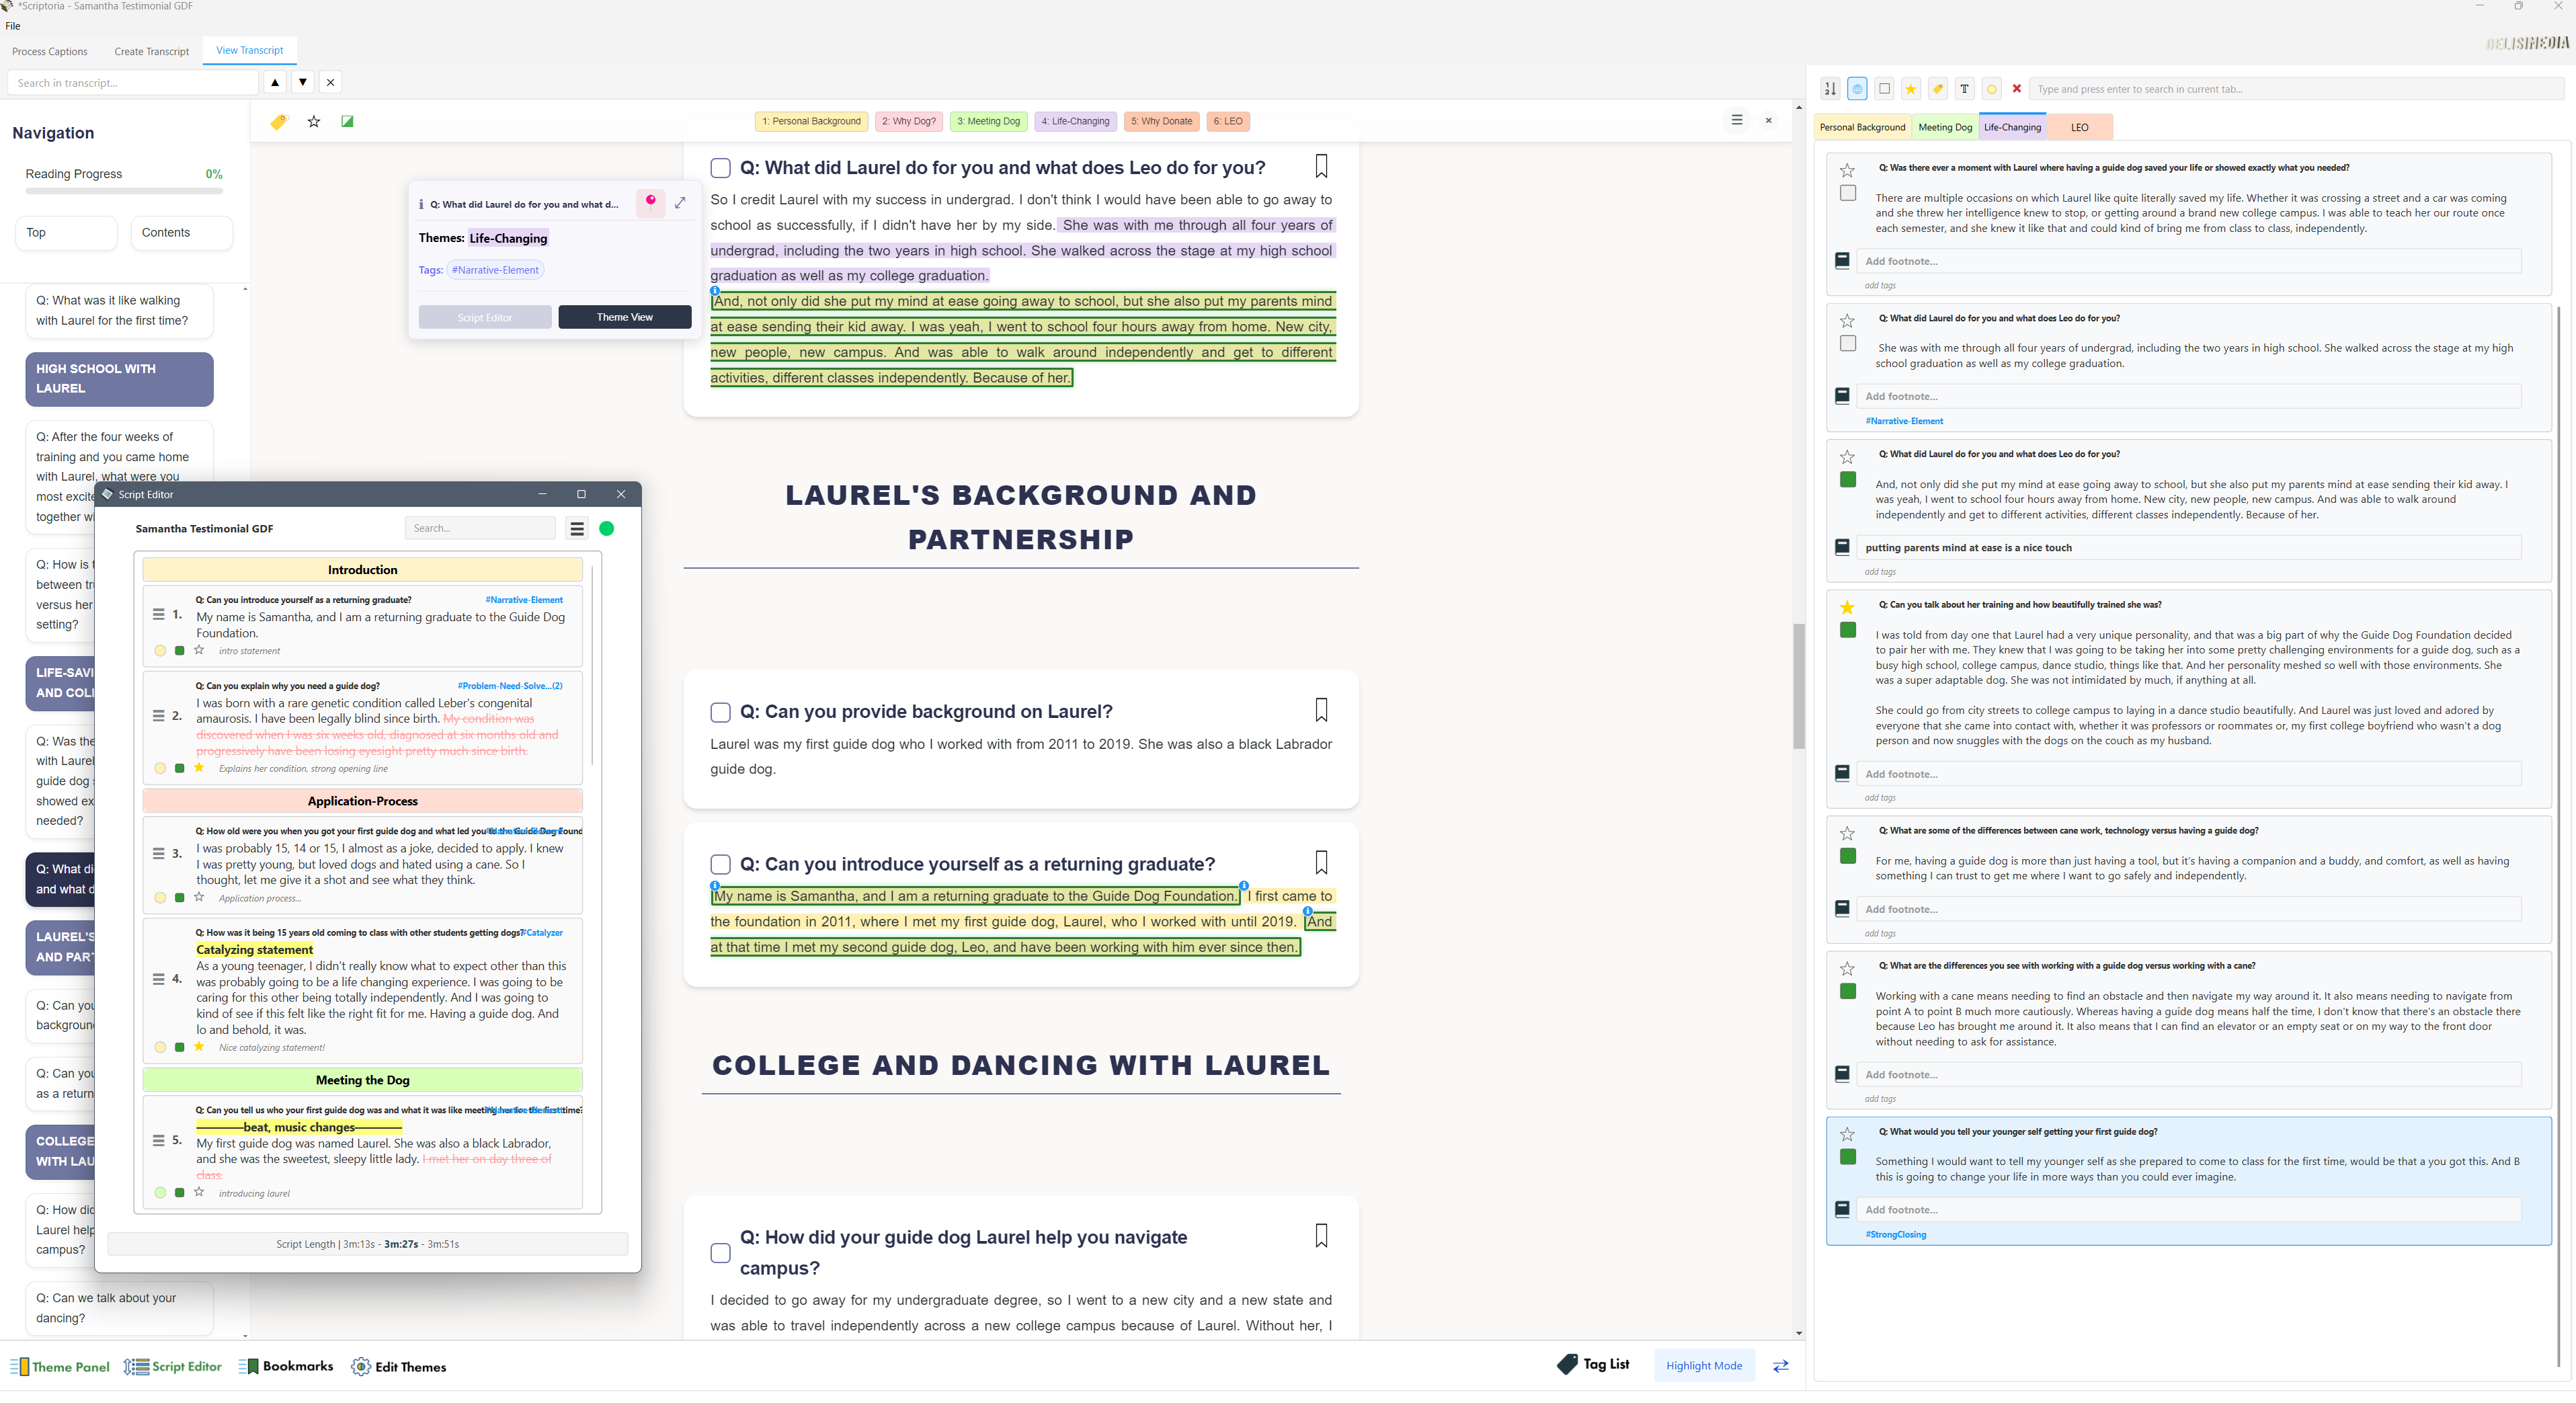 *Scriptoria - Samantha Testimonial GDF
File
Process Captions
Create Transcript
View Transcript
DELISIMEDIA
Search in transcript...
Navigation
Reading Progress
0%
Top
Contents
Q: What was it like walking
with Laurel for the first time?
HIGH SCHOOL WITH
LAUREL
Q: After the four weeks of
training and you came home
with Laurel, what were you
most excite
together wi
Q: How is t
between tr
versus her
setting?
LIFE-SAVI
AND COLL
Q: Was the
with Laurel
guide dog s
showed ex
needed?
Q: What di
and what d
LAUREL'S
AND PART
Q: Can you
background
Q: Can you
as a return
COLLEGE
WITH LAU
Q: How did
Laurel help
campus?
Q: Can we talk about your
dancing?
1: Personal Background
2: Why Dog?
3: Meeting Dog
4: Life-Changing
5: Why Donate
6: LEO
Q: What did Laurel do for you and what d...
Themes: Life-Changing
Tags: #Narrative-Element
Script Editor
Theme View
Q: What did Laurel do for you and what does Leo do for you?
So I credit Laurel with my success in undergrad. I don't think I would have been able to go away to
school as successfully, if I didn't have her by my side. She was with me through all four years of
undergrad, including the two years in high school. She walked across the stage at my high school
graduation as well as my college graduation.
And, not only did she put my mind at ease going away to school, but she also put my parents mind
at ease sending their kid away. I was yeah, I went to school four hours away from home. New city,
new people, new campus. And was able to walk around independently and get to different
activities, different classes independently. Because of her.
LAUREL'S BACKGROUND AND
PARTNERSHIP
Q: Can you provide background on Laurel?
Laurel was my first guide dog who I worked with from 2011 to 2019. She was also a black Labrador
guide dog.
Q: Can you introduce yourself as a returning graduate?
My name is Samantha, and I am a returning graduate to the Guide Dog Foundation. I first came to
the foundation in 2011, where I met my first guide dog, Laurel, who I worked with until 2019. And
at that time I met my second guide dog, Leo, and have been working with him ever since then.
COLLEGE AND DANCING WITH LAUREL
Q: How did your guide dog Laurel help you navigate
campus?
I decided to go away for my undergraduate degree, so I went to a new city and a new state and
was able to travel independently across a new college campus because of Laurel. Without her, I
Script Editor
Samantha Testimonial GDF
Search...
Introduction
Q: Can you introduce yourself as a returning graduate?
#Narrative-Element
1.
My name is Samantha, and I am a returning graduate to the Guide Dog
Foundation.
intro statement
Q: Can you explain why you need a guide dog?
#Problem-Need-Solve...(2)
2.
I was born with a rare genetic condition called Leber's congenital
amaurosis. I have been legally blind since birth. My condition was
discovered when I was six weeks old, diagnosed at six months old and
progressively have been losing eyesight pretty much since birth.
Explains her condition, strong opening line
Application-Process
Q: How old were you when you got your first guide dog and what led you to the Guide Dog Found
3.
I was probably 15, 14 or 15, I almost as a joke, decided to apply. I knew
I was pretty young, but loved dogs and hated using a cane. So I
thought, let me give it a shot and see what they think.
Application process...
Q: How was it being 15 years old coming to class with other students getting dogs?
#Catalyzer
Catalyzing statement
4.
As a young teenager, I didn't really know what to expect other than this
was probably going to be a life changing experience. I was going to be
caring for this other being totally independently. And I was going to
kind of see if this felt like the right fit for me. Having a guide dog. And
lo and behold, it was.
Nice catalyzing statement!
Meeting the Dog
Q: Can you tell us who your first guide dog was and what it was like meeting her for the first time?
————beat, music changes————
5.
My first guide dog was named Laurel. She was also a black Labrador,
and she was the sweetest, sleepy little lady. I met her on day three of
class.
introducing laurel
Script Length | 3m:13s - 3m:27s - 3m:51s
Type and press enter to search in current tab...
Personal Background
Meeting Dog
Life-Changing
LEO
Q: Was there ever a moment with Laurel where having a guide dog saved your life or showed exactly what you needed?
There are multiple occasions on which Laurel like quite literally saved my life. Whether it was crossing a street and a car was coming
and she threw her intelligence knew to stop, or getting around a brand new college campus. I was able to teach her our route once
each semester, and she knew it like that and could kind of bring me from class to class, independently.
Add footnote...
add tags
Q: What did Laurel do for you and what does Leo do for you?
She was with me through all four years of undergrad, including the two years in high school. She walked across the stage at my high
school graduation as well as my college graduation.
Add footnote...
#Narrative-Element
Q: What did Laurel do for you and what does Leo do for you?
And, not only did she put my mind at ease going away to school, but she also put my parents mind at ease sending their kid away. I
was yeah, I went to school four hours away from home. New city, new people, new campus. And was able to walk around
independently and get to different activities, different classes independently. Because of her.
putting parents mind at ease is a nice touch
add tags
Q: Can you talk about her training and how beautifully trained she was?
I was told from day one that Laurel had a very unique personality, and that was a big part of why the Guide Dog Foundation decided
to pair her with me. They knew that I was going to be taking her into some pretty challenging environments for a guide dog, such as a
busy high school, college campus, dance studio, things like that. And her personality meshed so well with those environments. She
was a super adaptable dog. She was not intimidated by much, if anything at all.
She could go from city streets to college campus to laying in a dance studio beautifully. And Laurel was just loved and adored by
everyone that she came into contact with, whether it was professors or roommates or, my first college boyfriend who wasn't a dog
person and now snuggles with the dogs on the couch as my husband.
Add footnote...
add tags
Q: What are some of the differences between cane work, technology versus having a guide dog?
For me, having a guide dog is more than just having a tool, but it's having a companion and a buddy, and comfort, as well as having
something I can trust to get me where I want to go safely and independently.
Add footnote...
add tags
Q: What are the differences you see with working with a guide dog versus working with a cane?
Working with a cane means needing to find an obstacle and then navigate my way around it. It also means needing to navigate from
point A to point B much more cautiously. Whereas having a guide dog means half the time, I don't know that there's an obstacle there
because Leo has brought me around it. It also means that I can find an elevator or an empty seat or on my way to the front door
without needing to ask for assistance.
Add footnote...
add tags
Q: What would you tell your younger self getting your first guide dog?
Something I would want to tell my younger self as she prepared to come to class for the first time, would be that a you got this. And B
this is going to change your life in more ways than you could ever imagine.
Add footnote...
#StrongClosing
Theme Panel
Script Editor
Bookmarks
Edit Themes
Tag List
Highlight Mode